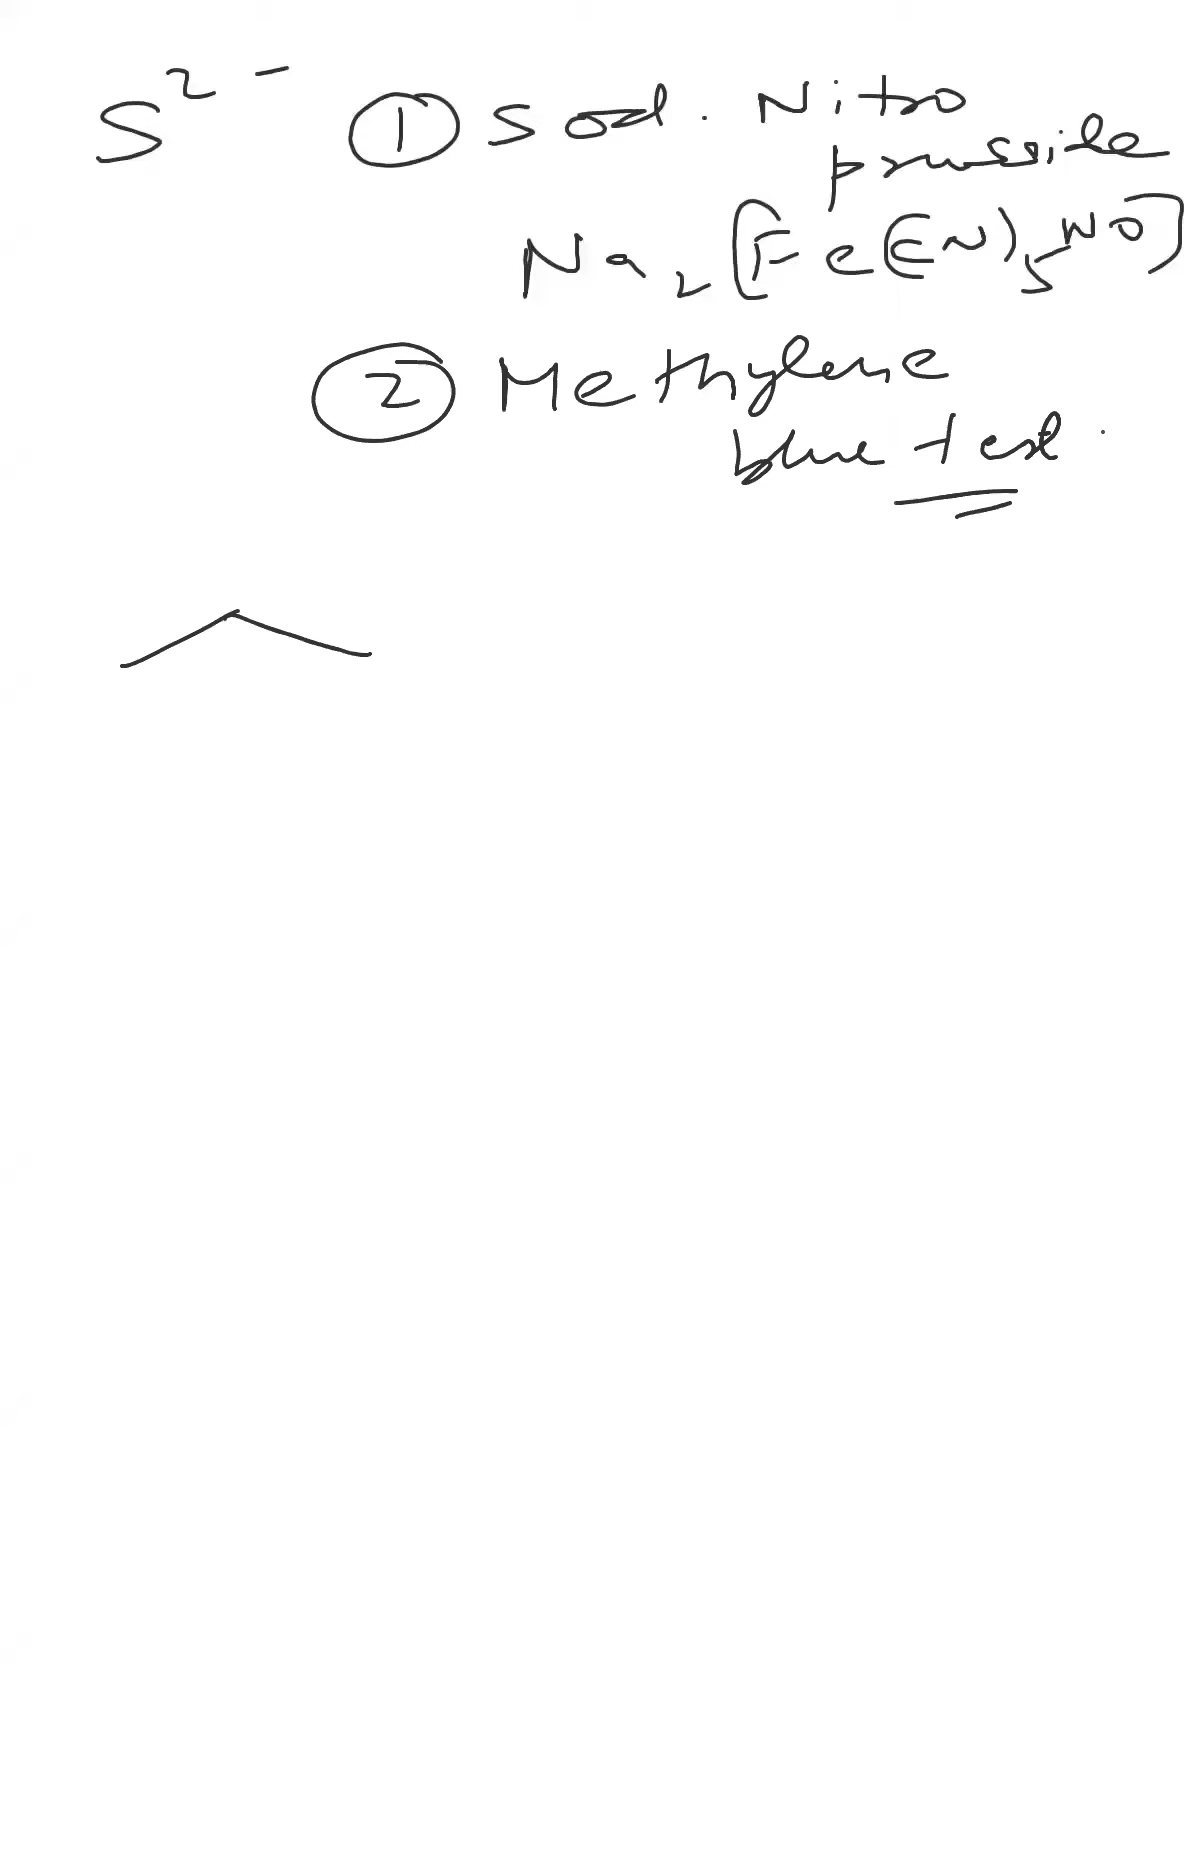 S²⁻ ① Sod. Nitro
prusside
Na₂[Fe(CN)₅NO]
② Methylene
blue test.